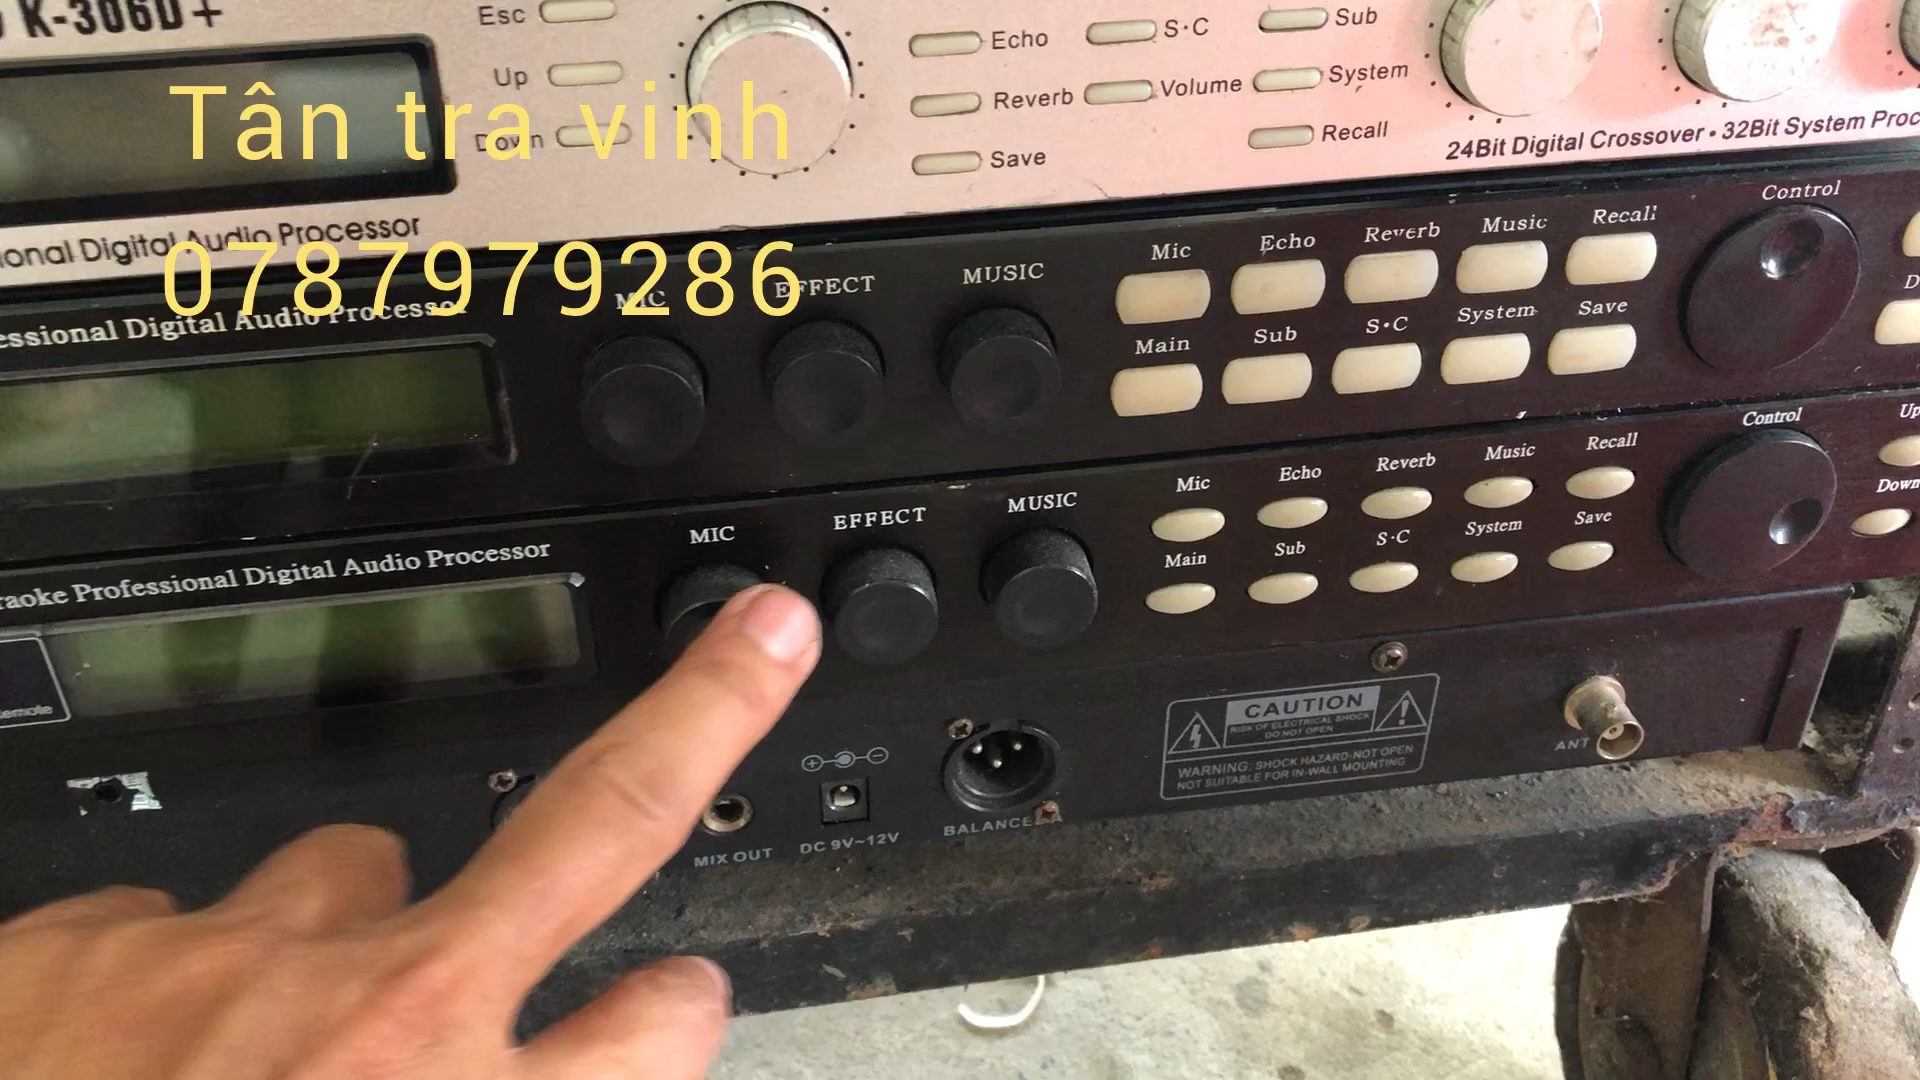 K-306D+
Esc
Up
Down
Echo
S·C
Sub
Reverb
Volume
System
Save
Recall
24Bit Digital Crossover • 32Bit System
Digital Audio Processor
Tân tra vinh
0787979286
Digital Audio Processor
MIC
EFFECT
MUSIC
Mic
Echo
Reverb
Music
Recall
Control
Main
Sub
S·C
System
Save
Professional Digital Audio Processor
MIC
EFFECT
MUSIC
Mic
Echo
Reverb
Music
Recall
Control
Up
Main
Sub
S·C
System
Save
Down
MIX OUT
DC 9V~12V
BALANCE
CAUTION
RISK OF ELECTRICAL SHOCK
DO NOT OPEN
WARNING: SHOCK HAZARD-NOT OPEN
NOT SUITABLE FOR IN-WALL MOUNTING
ANT